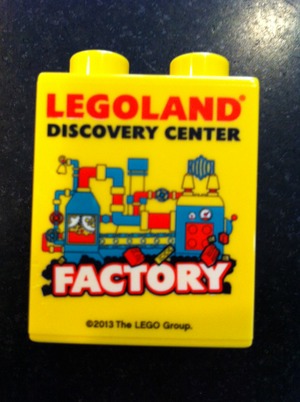 LEGOLAND®
DISCOVERY CENTER
FACTORY
©2013 The LEGO Group.